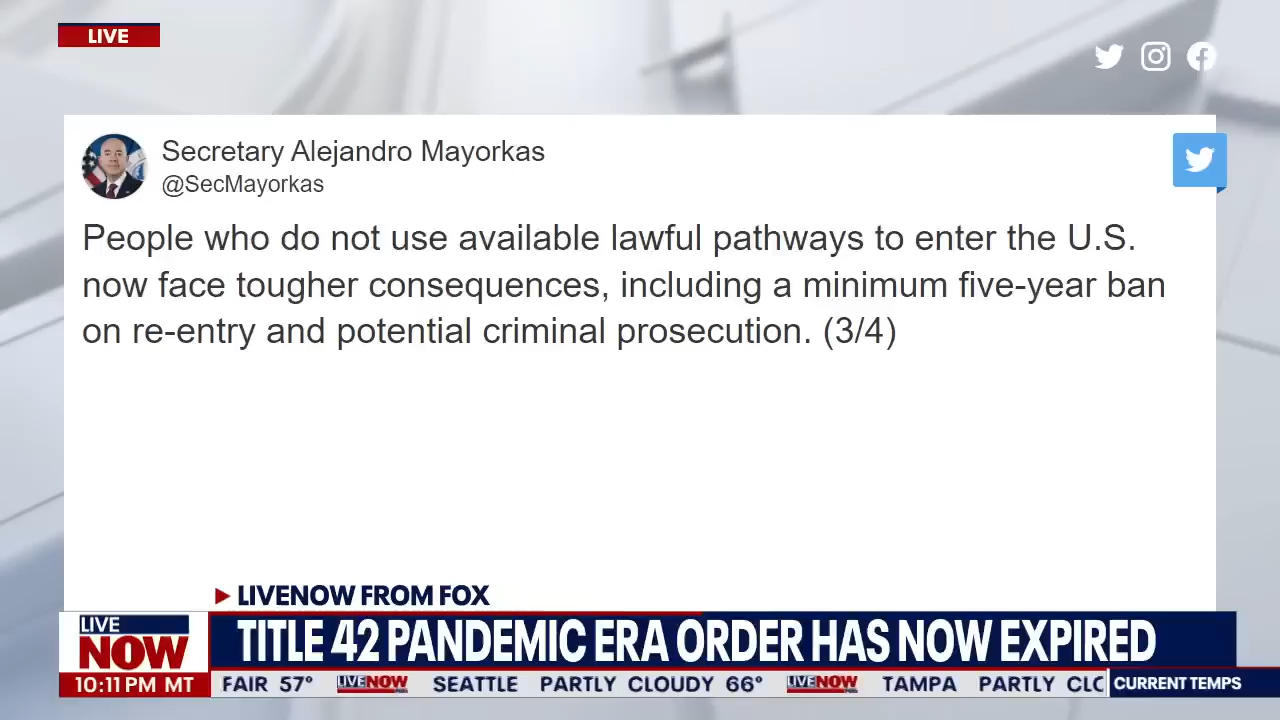 LIVE
Secretary Alejandro Mayorkas
@SecMayorkas
People who do not use available lawful pathways to enter the U.S.
now face tougher consequences, including a minimum five-year ban
on re-entry and potential criminal prosecution. (3/4)
LIVENOW FROM FOX
LIVE
NOW
TITLE 42 PANDEMIC ERA ORDER HAS NOW EXPIRED
10:11 PM MT
FAIR 57° LIVENOW SEATTLE PARTLY CLOUDY 66° LIVENOW TAMPA PARTLY CLC CURRENT TEMPS